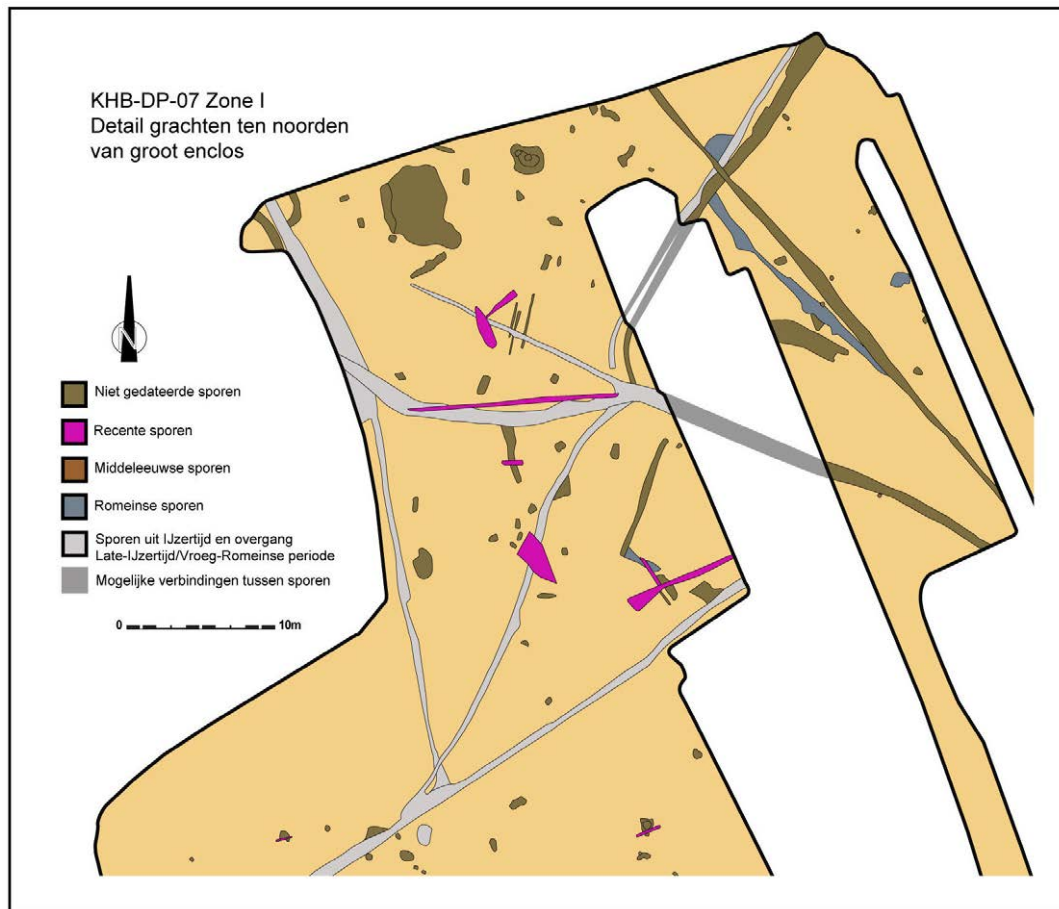 KHB-DP-07 Zone I
Detail grachten ten noorden
van groot enclos
N
Niet gedateerde sporen
Recente sporen
Middeleeuwse sporen
Romeinse sporen
Sporen uit IJzertijd en overgang
Late-IJzertijd/Vroeg-Romeinse periode
Mogelijke verbindingen tussen sporen
0 10m